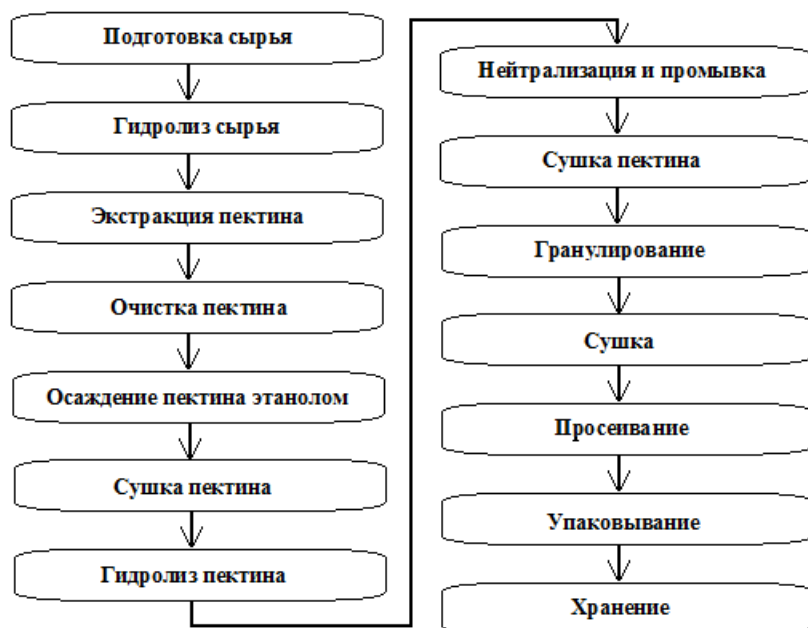 Подготовка сырья
Гидролиз сырья
Экстракция пектина
Очистка пектина
Осаждение пектина этанолом
Сушка пектина
Гидролиз пектина
Нейтрализация и промывка
Сушка пектина
Гранулирование
Сушка
Просеивание
Упаковывание
Хранение